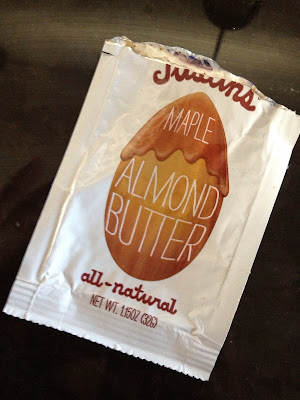 Justin's
MAPLE
ALMOND
BUTTER
all-natural
NET WT. 1.15OZ (32G)